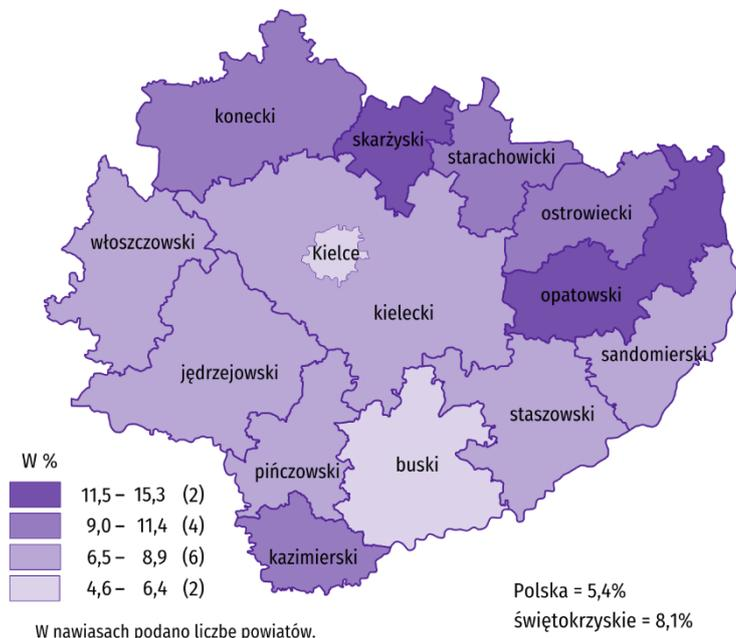 konecki
skarżyski
starachowicki
ostrowiecki
włoszczowski
Kielce
opatowski
kielecki
sandomierski
jędrzejowski
staszowski
buski
pińczowski
kazimierski
W %
11,5 – 15,3 (2)
9,0 – 11,4 (4)
6,5 – 8,9 (6)
4,6 – 6,4 (2)
Polska = 5,4%
świętokrzyskie = 8,1%
W nawiasach podano liczbę powiatów.